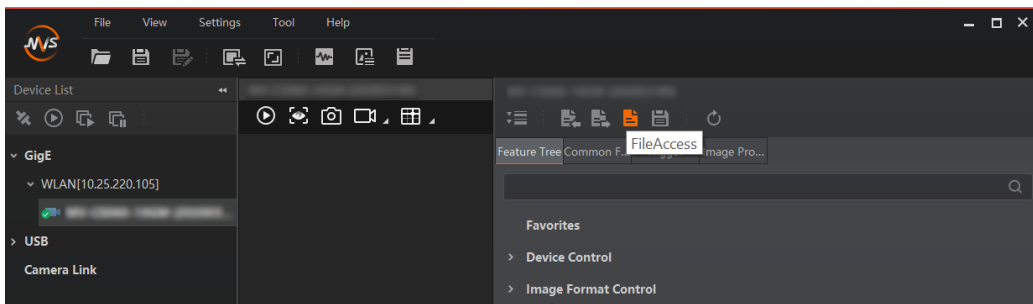 File View Settings Tool Help
MVS
Device List
FileAccess
Feature Tree Common F... Image Pro...
GigE
WLAN[10.25.220.105]
Favorites
USB
Device Control
Camera Link
Image Format Control